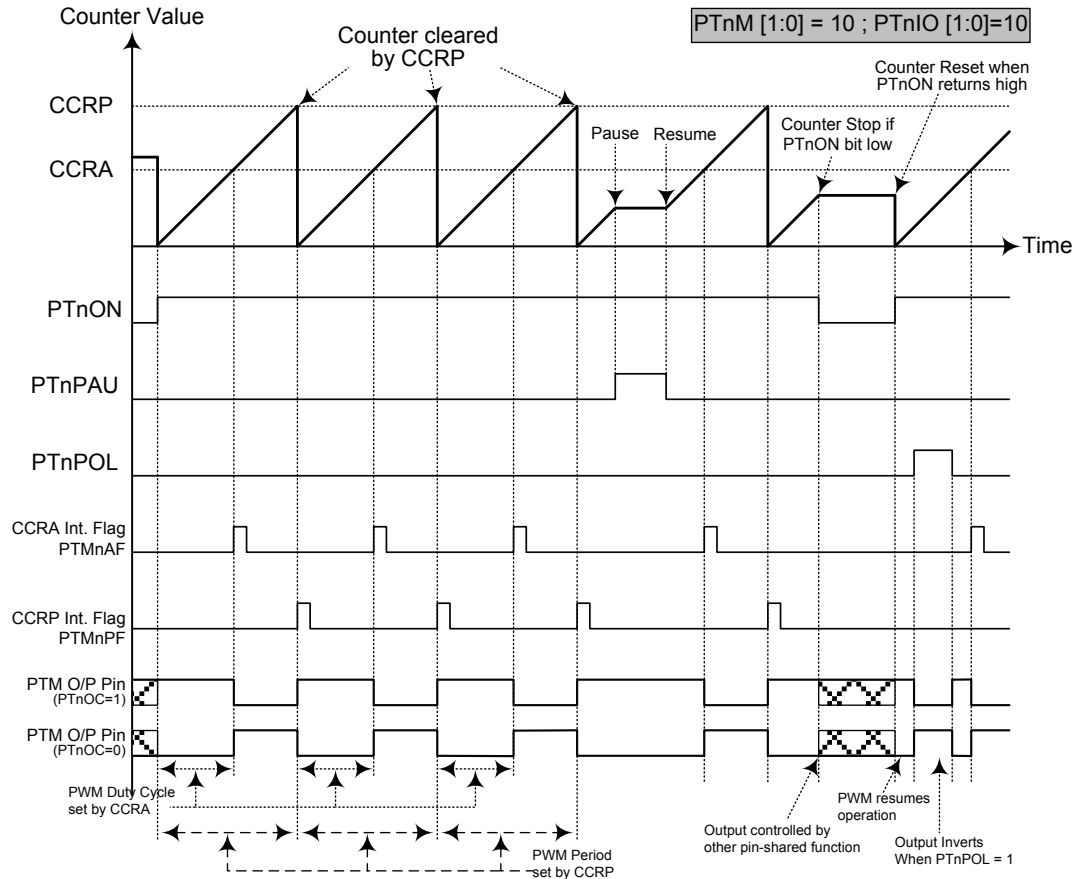 Counter Value
PTnM [1:0] = 10 ; PTnIO [1:0]=10
Counter cleared
by CCRP
Counter Reset when
PTnON returns high
CCRP
Pause
Resume
Counter Stop if
PTnON bit low
CCRA
Time
PTnON
PTnPAU
PTnPOL
CCRA Int. Flag
PTMnAF
CCRP Int. Flag
PTMnPF
PTM O/P Pin
(PTnOC=1)
PTM O/P Pin
(PTnOC=0)
PWM Duty Cycle
set by CCRA
PWM resumes
operation
Output controlled by
other pin-shared function
Output Inverts
When PTnPOL = 1
PWM Period
set by CCRP